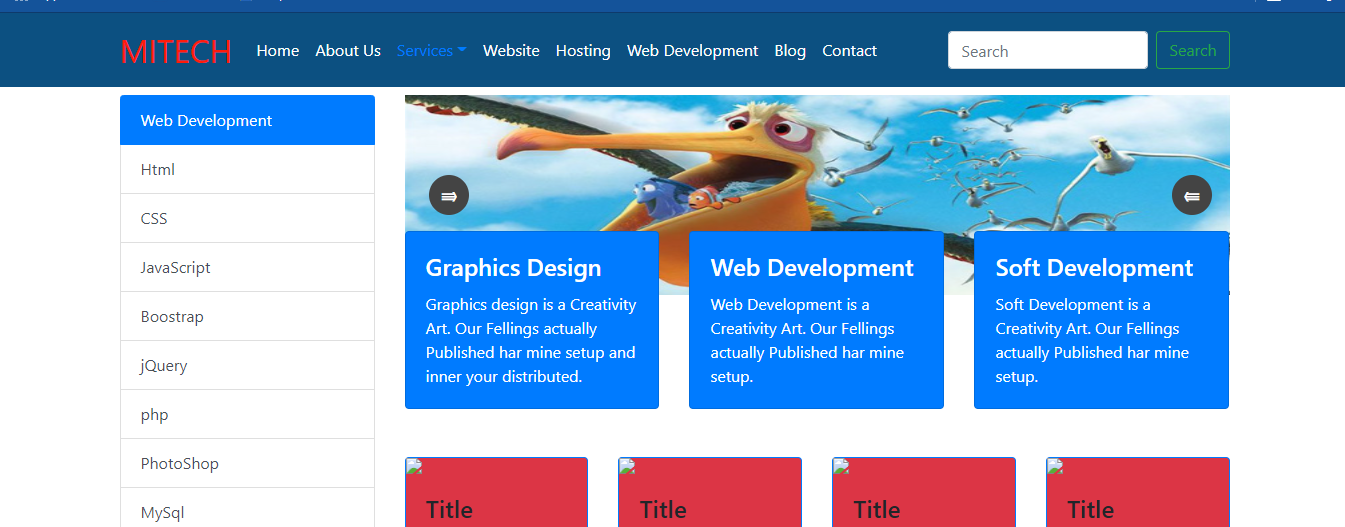 MITECH
Home About Us Services Website Hosting Web Development Blog Contact
Search
Search
Web Development
Html
CSS
JavaScript
Boostrap
jQuery
php
PhotoShop
MySql
Graphics Design
Graphics design is a Creativity
Art. Our Fellings actually
Published har mine setup and
inner your distributed.
Web Development
Web Development is a
Creativity Art. Our Fellings
actually Published har mine
setup.
Soft Development
Soft Development is a
Creativity Art. Our Fellings
actually Published har mine
setup.
Title
Title
Title
Title